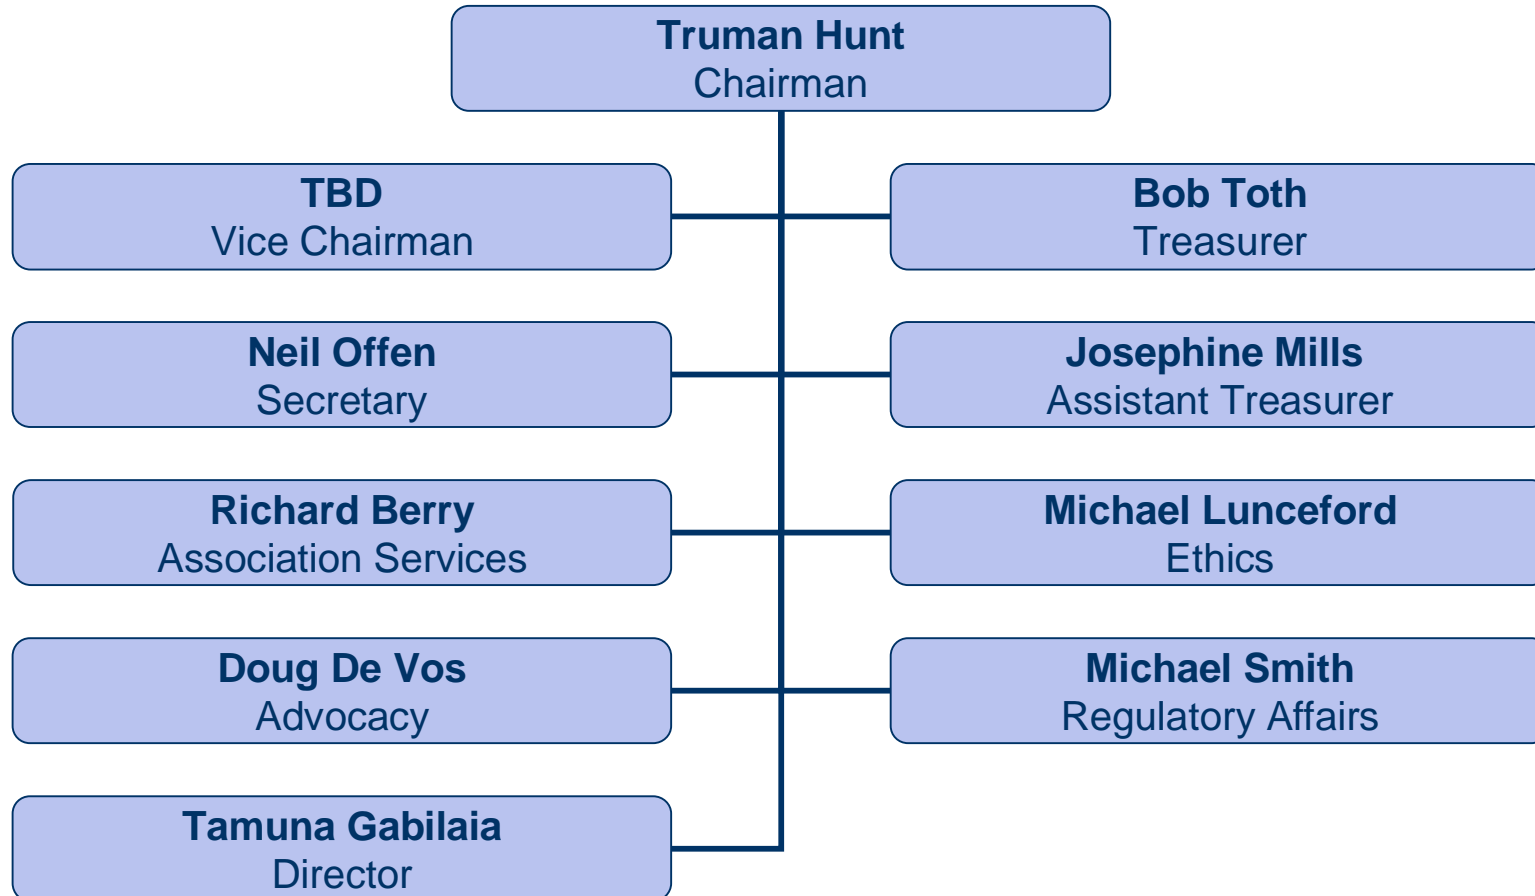 Truman Hunt
Chairman
TBD
Vice Chairman
Bob Toth
Treasurer
Neil Offen
Secretary
Josephine Mills
Assistant Treasurer
Richard Berry
Association Services
Michael Lunceford
Ethics
Doug De Vos
Advocacy
Michael Smith
Regulatory Affairs
Tamuna Gabilaia
Director